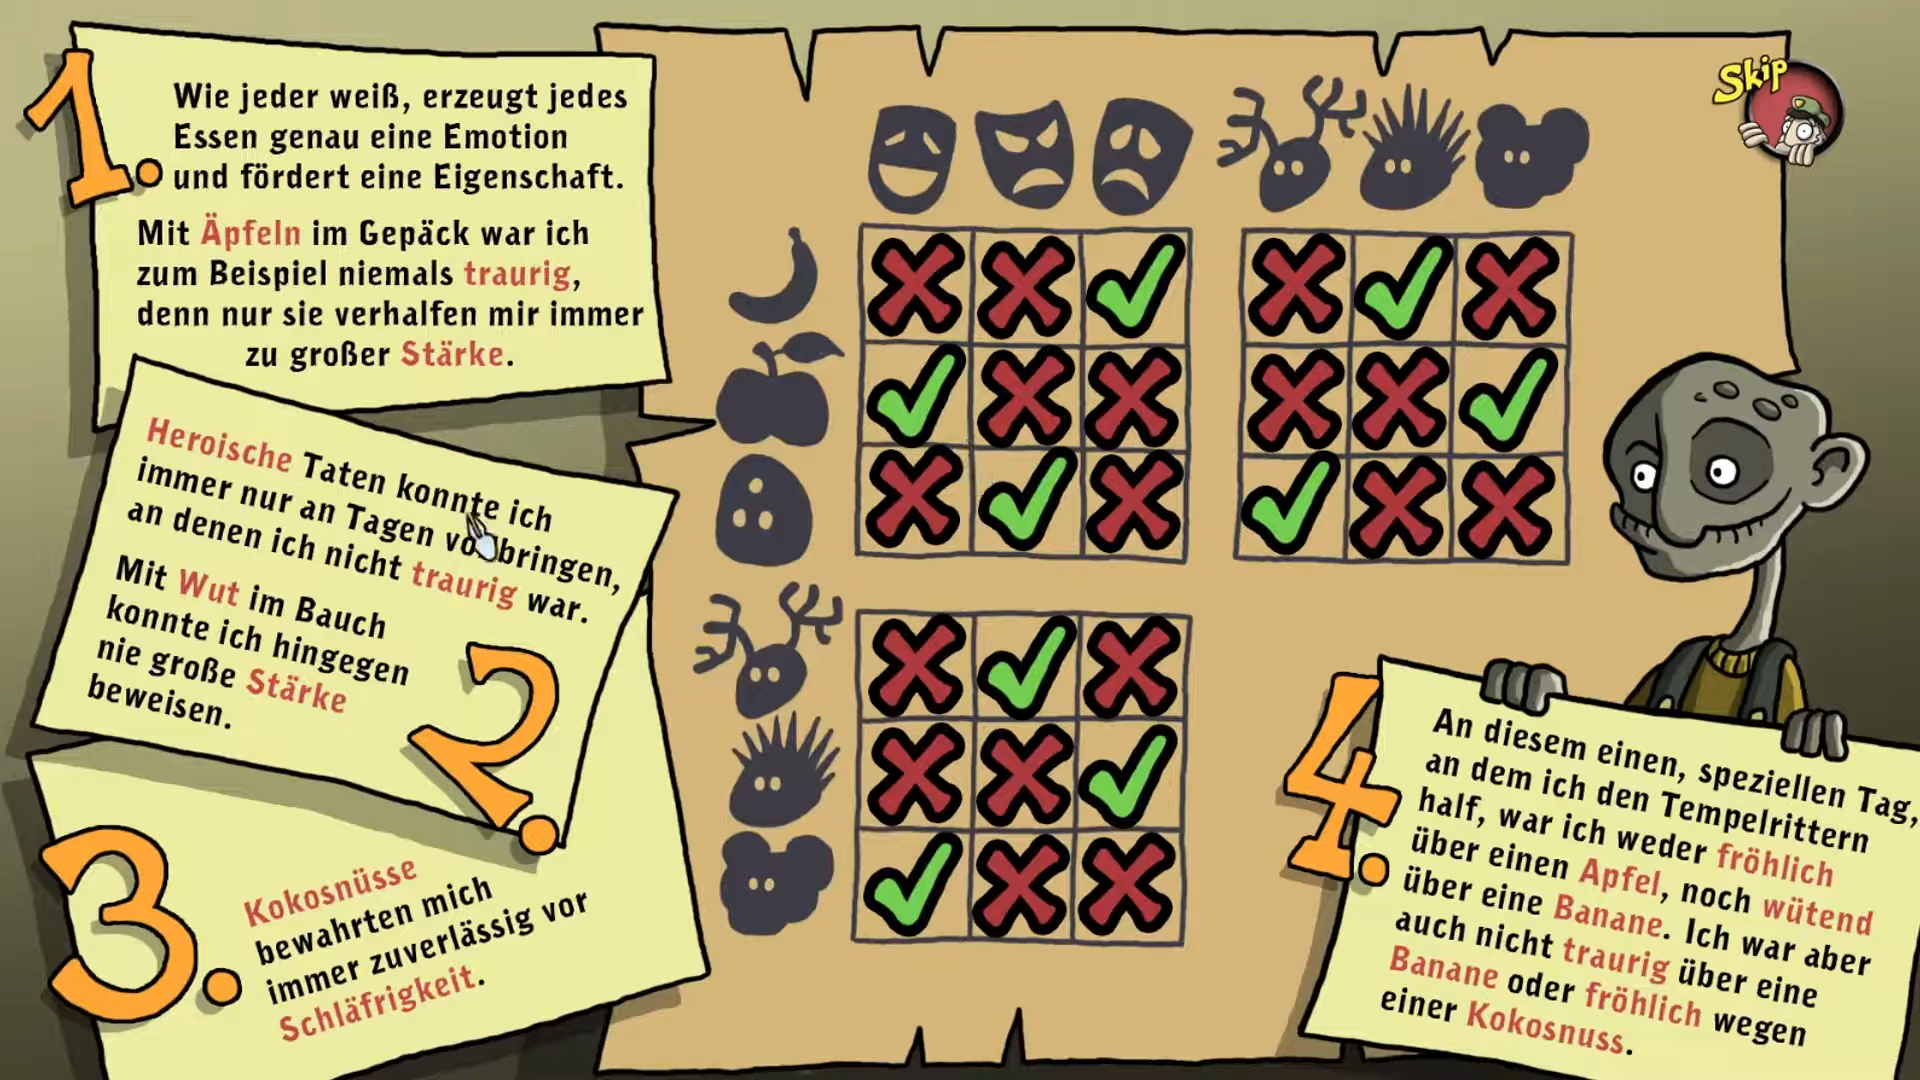 1.
Wie jeder weiß, erzeugt jedes
Essen genau eine Emotion
und fördert eine Eigenschaft.
Mit Äpfeln im Gepäck war ich
zum Beispiel niemals traurig,
denn nur sie verhalfen mir immer
zu großer Stärke.
Heroische Taten konnte ich
immer nur an Tagen vorbringen,
an denen ich nicht traurig war.
Mit Wut im Bauch
konnte ich hingegen
nie große Stärke
beweisen.
2.
3.
Kokosnüsse
bewahrten mich
immer zuverlässig vor
Schläfrigkeit.
Skip
4.
An diesem einen, speziellen Tag,
an dem ich den Tempelrittern
half, war ich weder fröhlich
über einen Apfel, noch wütend
über eine Banane. Ich war aber
auch nicht traurig über eine
Banane oder fröhlich wegen
einer Kokosnuss.